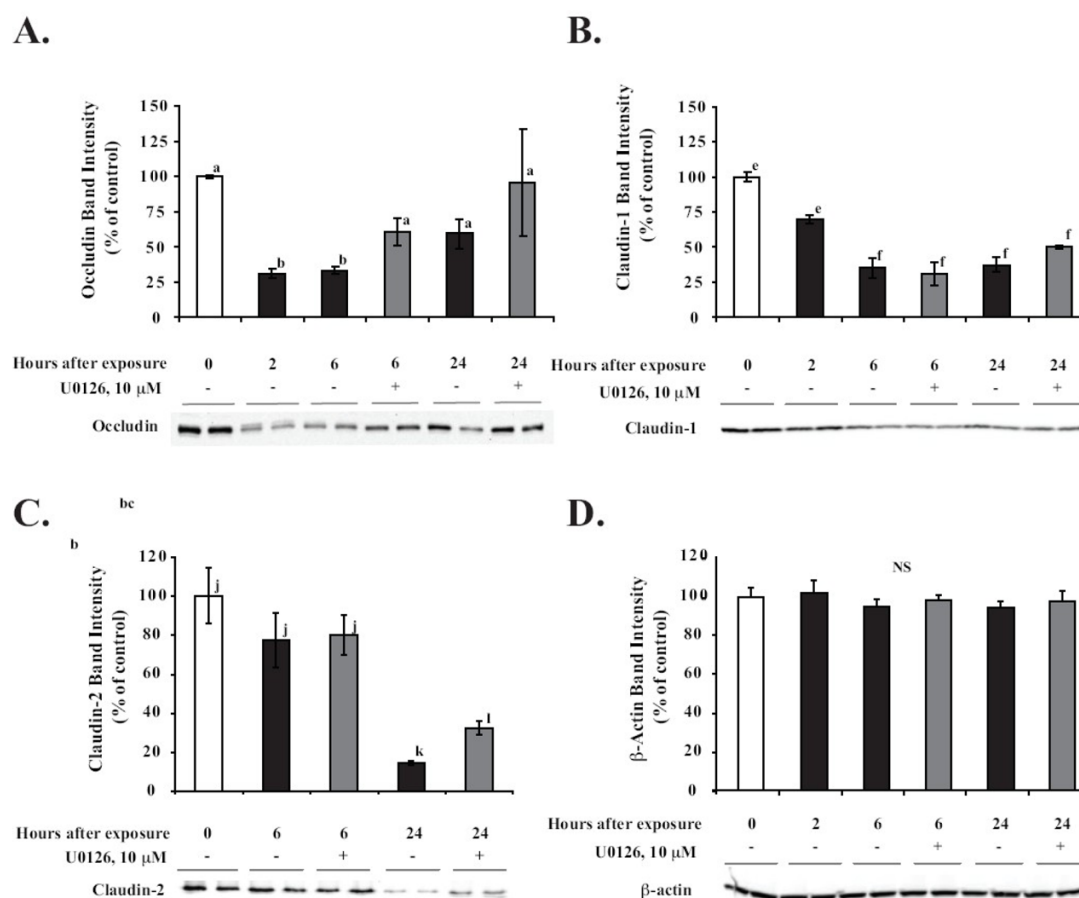 A.
Occludin Band Intensity
(% of control)
150
125
100
75
50
25
0
a
b
b
a
a
a
Hours after exposure 0 2 6 6 24 24
U0126, 10 μM - - - + - +
Occludin
B.
Claudin-1 Band Intensity
(% of control)
150
125
100
75
50
25
0
e
e
f
f
f
f
Hours after exposure 0 2 6 6 24 24
U0126, 10 μM - - - + - +
Claudin-1
C.
bc
b
Claudin-2 Band Intensity
(% of control)
120
100
80
60
40
20
0
j
j
j
k
l
Hours after exposure 0 6 6 24 24
U0126, 10 μM - - + - +
Claudin-2
D.
β-Actin Band Intensity
(% of control)
120
100
80
60
40
20
0
NS
Hours after exposure 0 2 6 6 24 24
U0126, 10 μM - - - + - +
β-actin